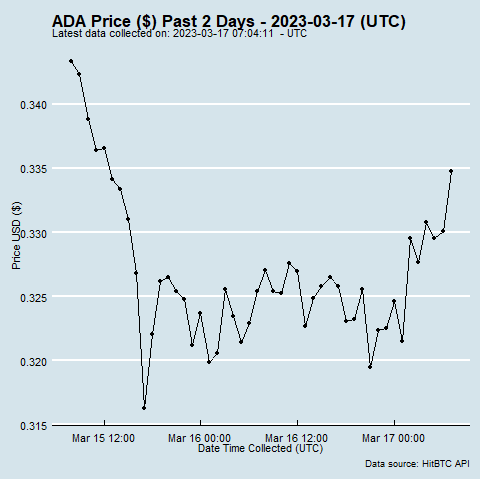 ADA Price ($) Past 2 Days - 2023-03-17 (UTC)
Latest data collected on: 2023-03-17 07:04:11  - UTC
0.340
0.335
0.330
0.325
0.320
0.315
Price USD ($)
Mar 15 12:00 Mar 16 00:00 Mar 16 12:00 Mar 17 00:00
Date Time Collected (UTC)
Data source: HitBTC API